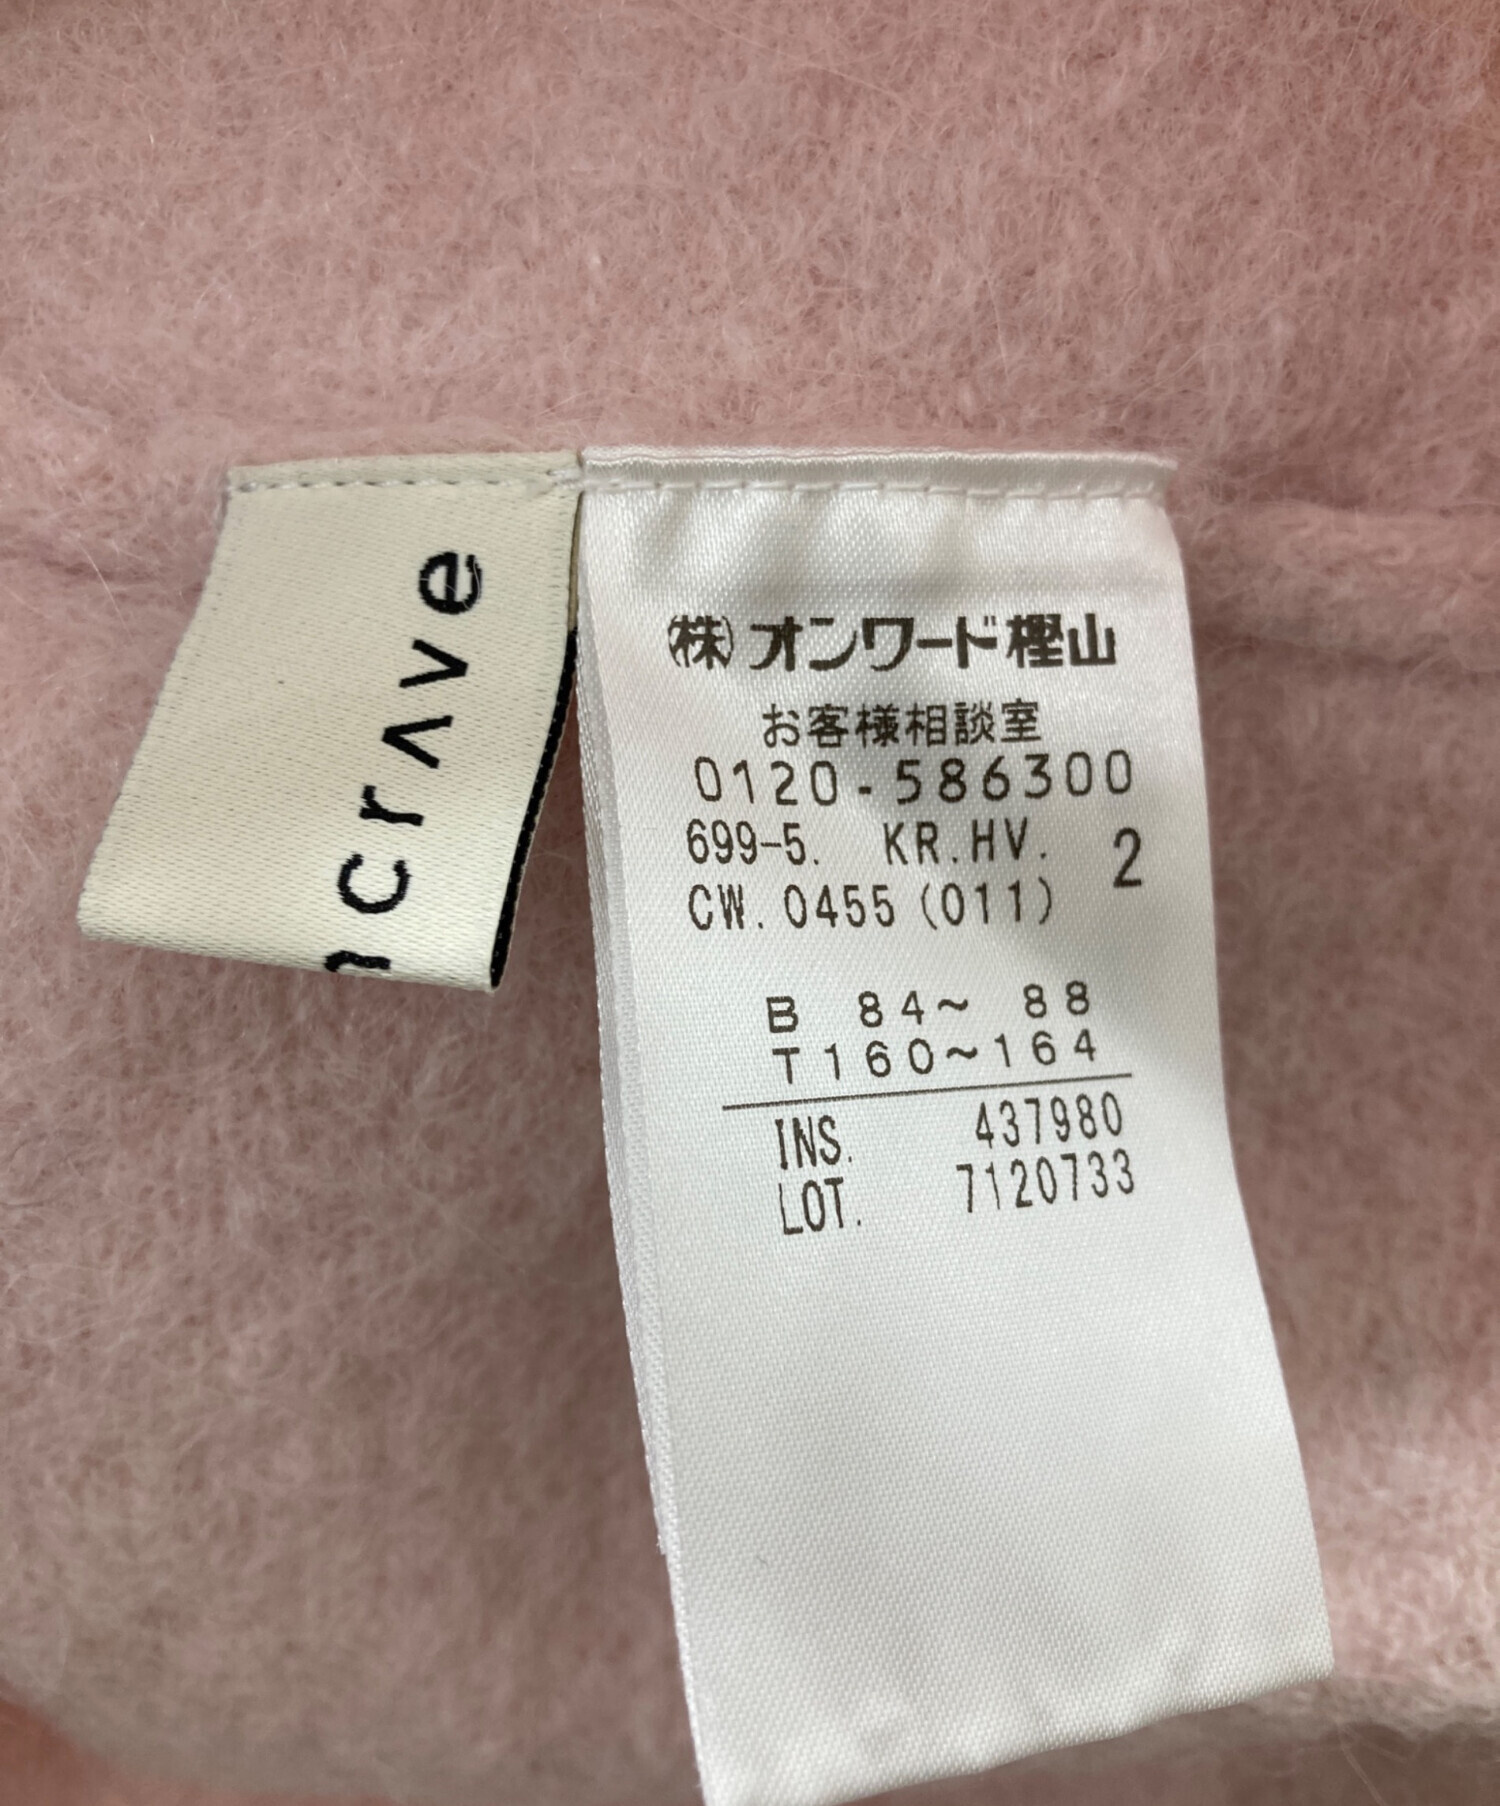 crave
㈱オンワード樫山
お客様相談室
0120-586300
699-5. KR.HV. 2
CW. 0455 (011)
B 84~ 88
T 160~164
INS. 437980
LOT. 7120733